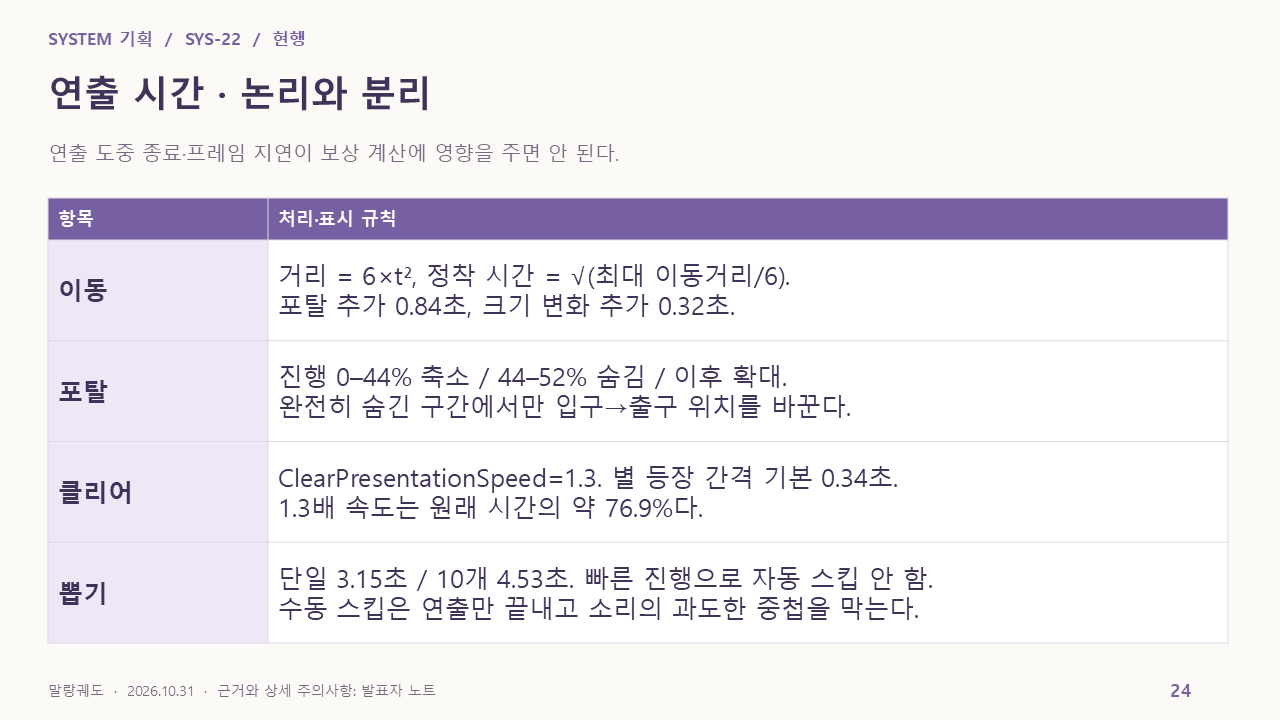 SYSTEM 기획 / SYS-22 / 현행
연출 시간 · 논리와 분리
연출 도중 종료·프레임 지연이 보상 계산에 영향을 주면 안 된다.
항목
처리·표시 규칙
이동
거리 = 6×t², 정착 시간 = √(최대 이동거리/6).
포탈 추가 0.84초, 크기 변화 추가 0.32초.
포탈
진행 0–44% 축소 / 44–52% 숨김 / 이후 확대.
완전히 숨긴 구간에서만 입구→출구 위치를 바꾼다.
클리어
ClearPresentationSpeed=1.3. 별 등장 간격 기본 0.34초.
1.3배 속도는 원래 시간의 약 76.9%다.
뽑기
단일 3.15초 / 10개 4.53초. 빠른 진행으로 자동 스킵 안 함.
수동 스킵은 연출만 끝내고 소리의 과도한 중첩을 막는다.
말랑궤도 · 2026.10.31 · 근거와 상세 주의사항: 발표자 노트
24